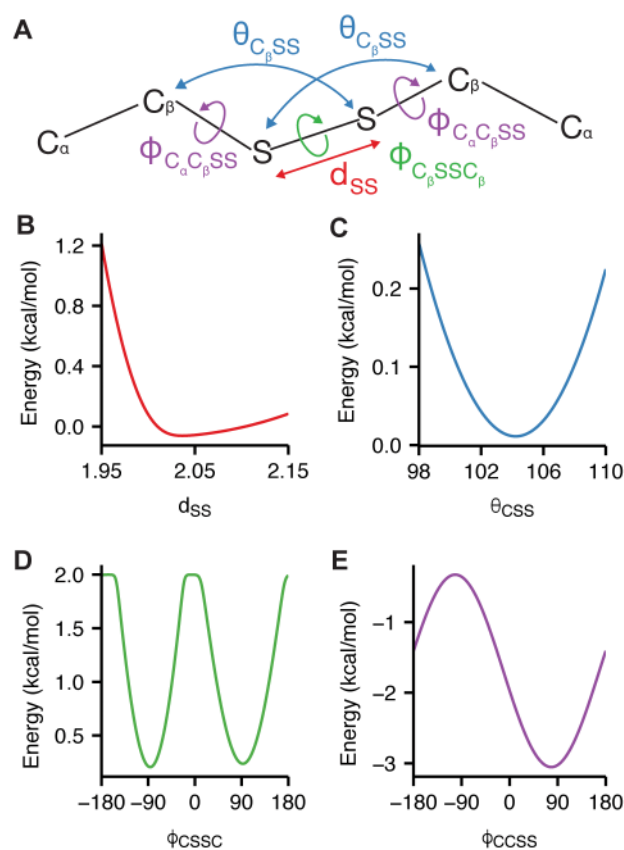 A
θCβSS θCβSS
Cβ Cβ
Cα S S Cα
ϕCαCβSS ϕCαCβSS
dSS ϕCβSSCβ
B C
Energy (kcal/mol)
1.2
0.8
0.4
0.0
1.95 2.05 2.15
dSS
Energy (kcal/mol)
0.2
0.1
0.0
98 102 106 110
θCSS
D E
Energy (kcal/mol)
2.0
1.5
1.0
0.5
−180 −90 0 90 180
ϕCSSC
Energy (kcal/mol)
−1
−2
−3
−180 −90 0 90 180
ϕCCSS